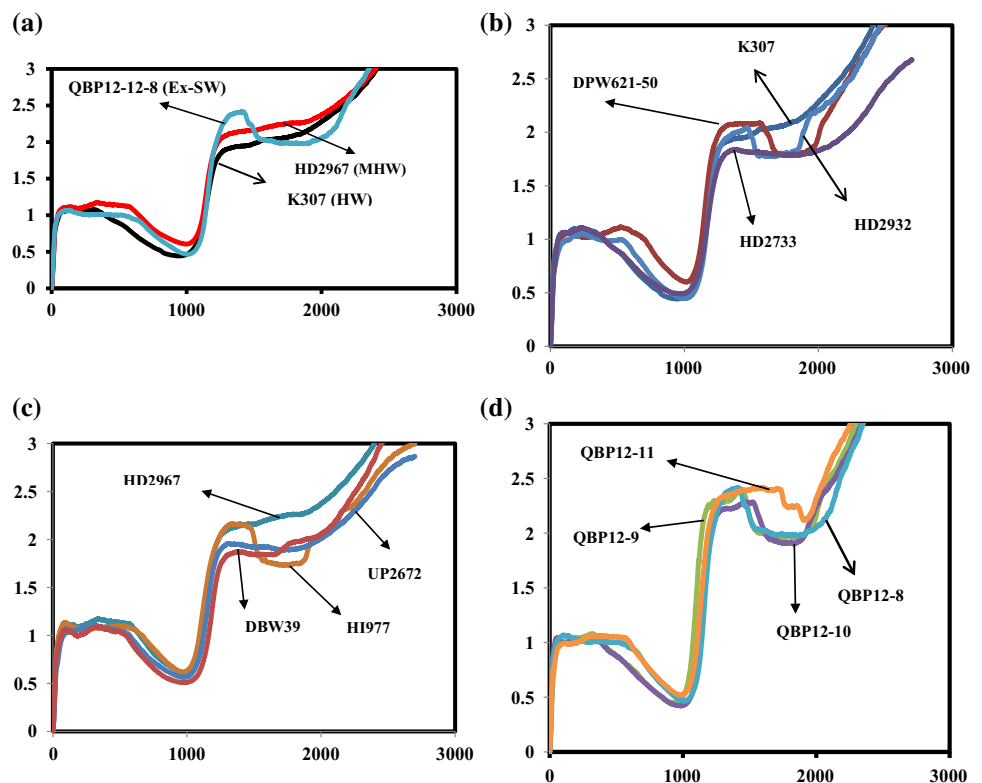 (a)
3
2.5
2
1.5
1
0.5
0
0
1000
2000
3000
QBP12-12-8 (Ex-SW)
HD2967 (MHW)
K307 (HW)
(b)
3
2.5
2
1.5
1
0.5
0
0
1000
2000
3000
K307
DPW621-50
HD2932
HD2733
(c)
3
2.5
2
1.5
1
0.5
0
0
1000
2000
3000
HD2967
UP2672
DBW39
HI977
(d)
3
2.5
2
1.5
1
0.5
0
0
1000
2000
3000
QBP12-11
QBP12-9
QBP12-8
QBP12-10